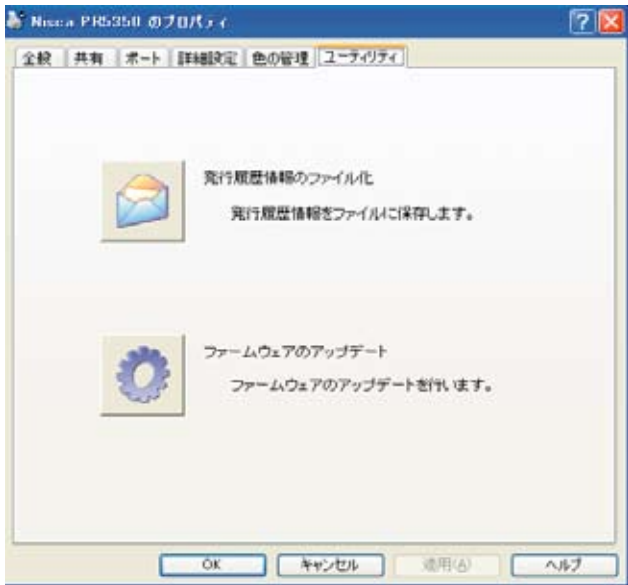 Nisca PR5350 のプロパティ
全般 共有 ポート 詳細設定 色の管理 ユーティリティ
発行履歴情報のファイル化
発行履歴情報をファイルに保存します。
ファームウェアのアップデート
ファームウェアのアップデートを行います。
OK キャンセル 適用(A) ヘルプ